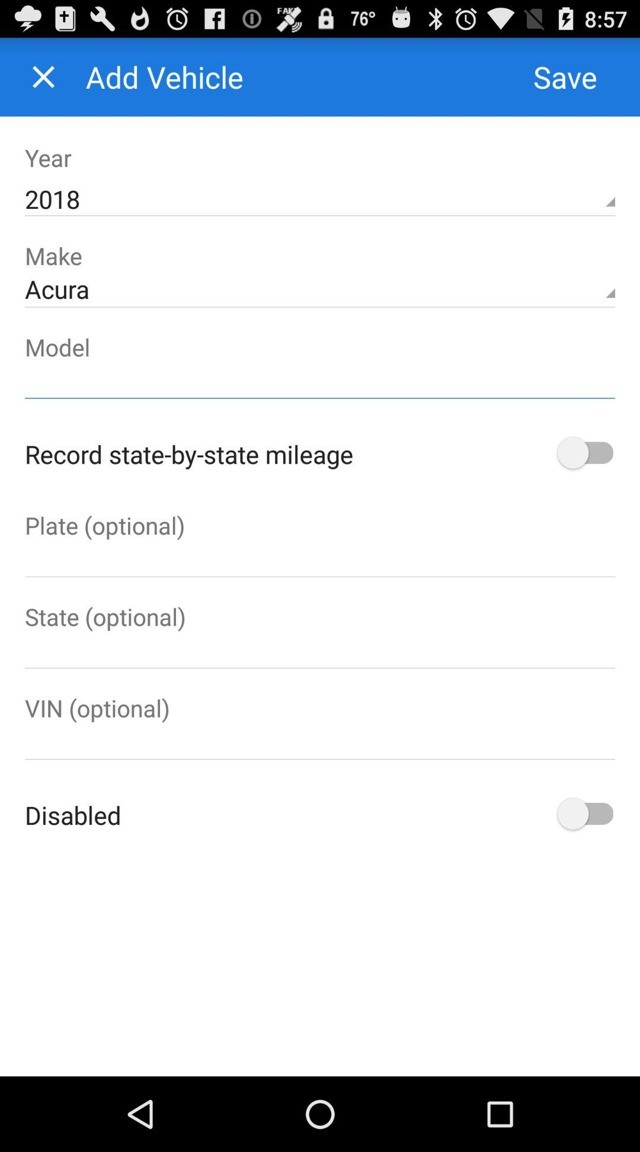 FAKE 76° 8:57
Add Vehicle Save
Year
2018
Make
Acura
Model
Record state-by-state mileage
Plate (optional)
State (optional)
VIN (optional)
Disabled